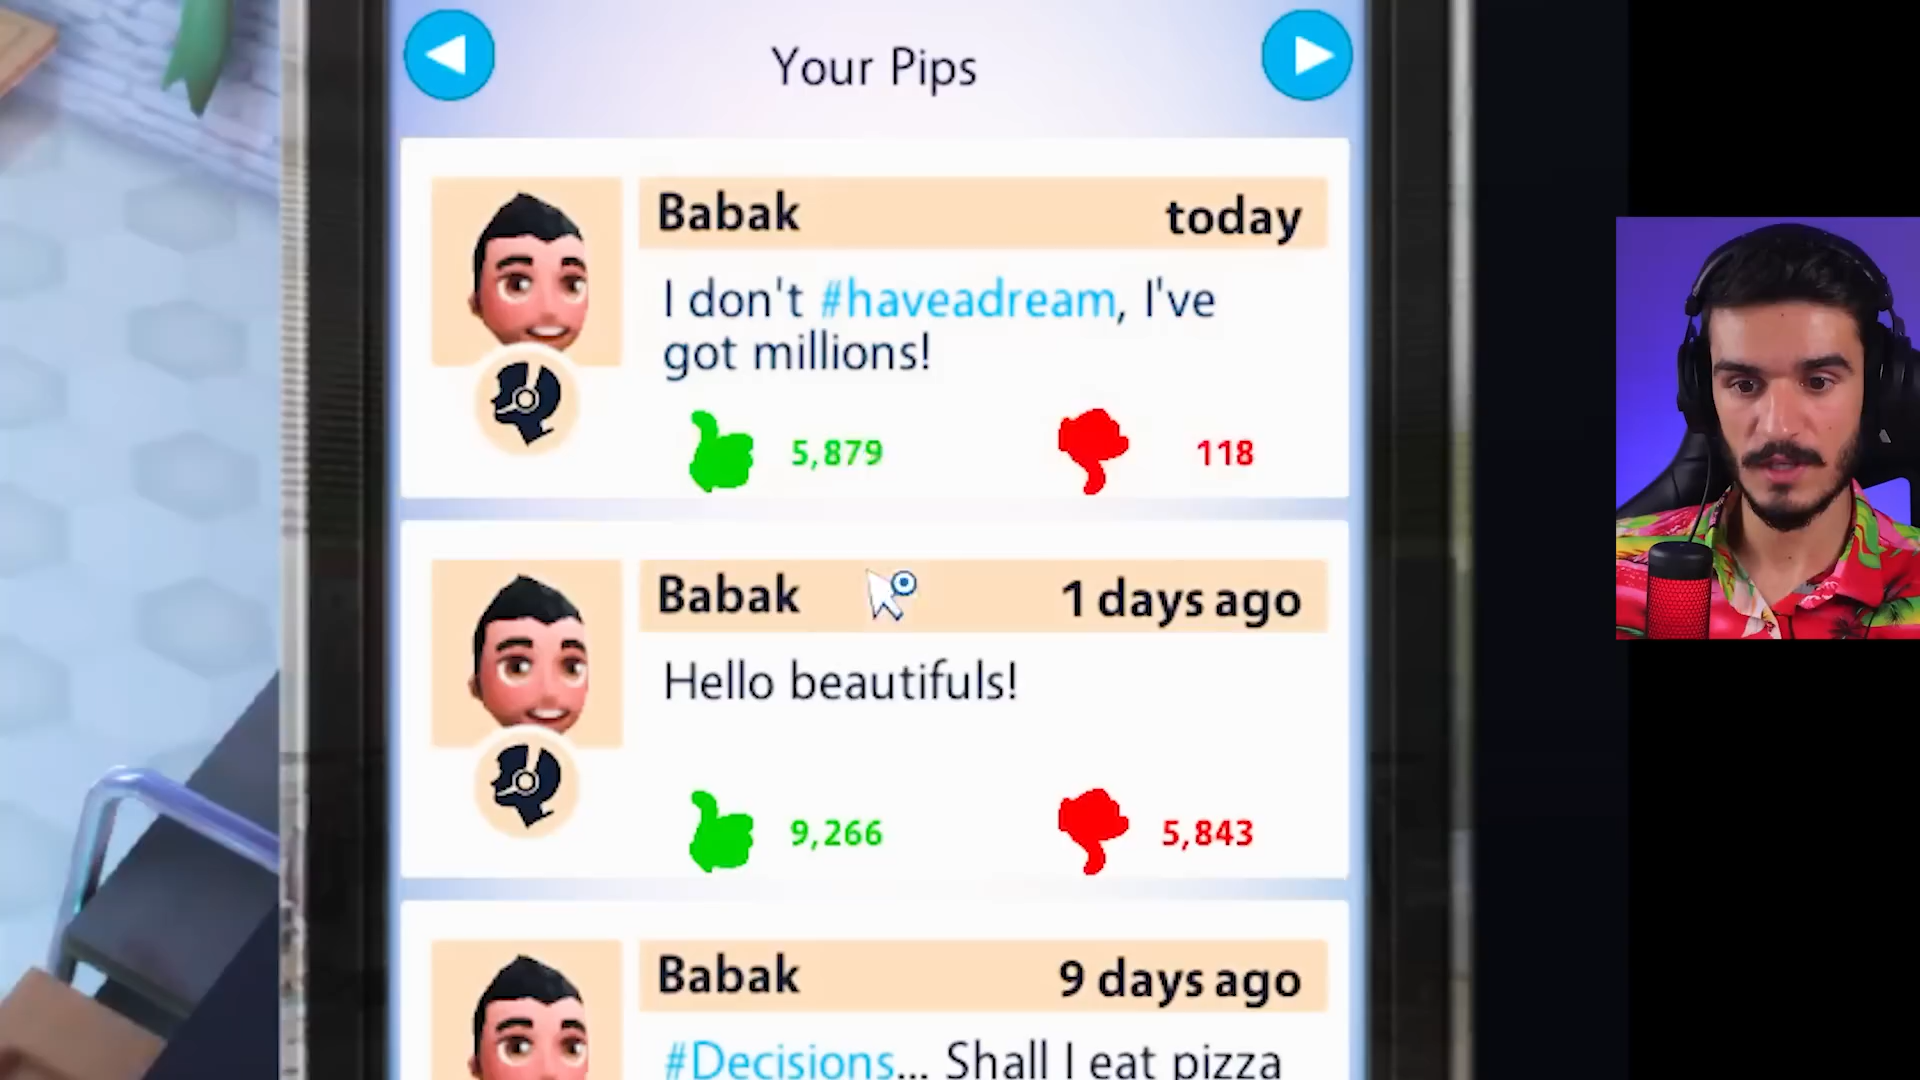 Your Pips
Babak today
I don't #haveadream, I've
got millions!
5,879 118
Babak 1 days ago
Hello beautifuls!
9,266 5,843
Babak 9 days ago
#Decisions... Shall I eat pizza